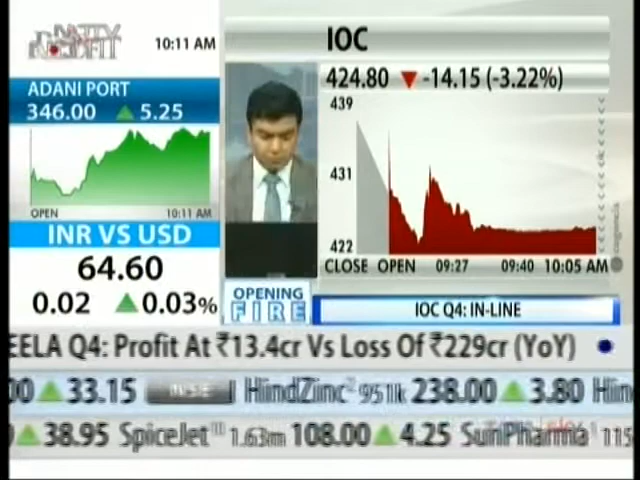 NDTV
PROFIT
10:11 AM
IOC
424.80 ▼ -14.15 (-3.22%)
ADANI PORT
346.00 ▲ 5.25
OPEN 10:11 AM
INR VS USD
64.60
0.02 ▲ 0.03%
439
431
422
CLOSE OPEN 09:27 09:40 10:05 AM
OPENING
FIRE
IOC Q4: IN-LINE
EELA Q4: Profit At ₹13.4cr Vs Loss Of ₹229cr (YoY)
00 ▲ 33.15 NSE HindZinc 951k 238.00 ▲ 3.80 Hin
▲ 38.95 SpiceJet 1.63m 108.00 ▲ 4.25 SunPharma 115